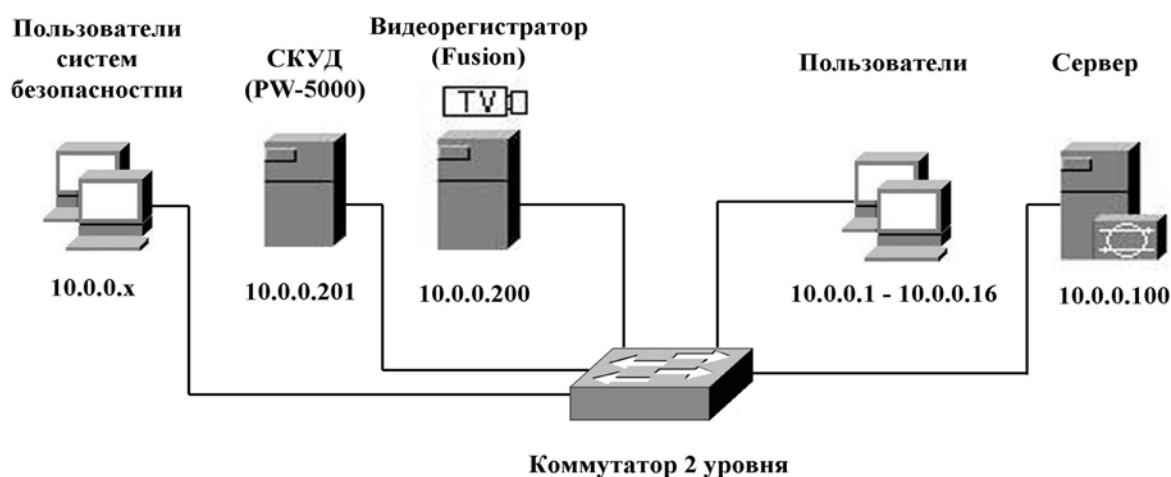 Пользователи
систем
безопасностпи
СКУД
(PW-5000)
Видеорегистратор
(Fusion)
TV
Пользователи
Сервер
10.0.0.x
10.0.0.201
10.0.0.200
10.0.0.1 - 10.0.0.16
10.0.0.100
Коммутатор 2 уровня